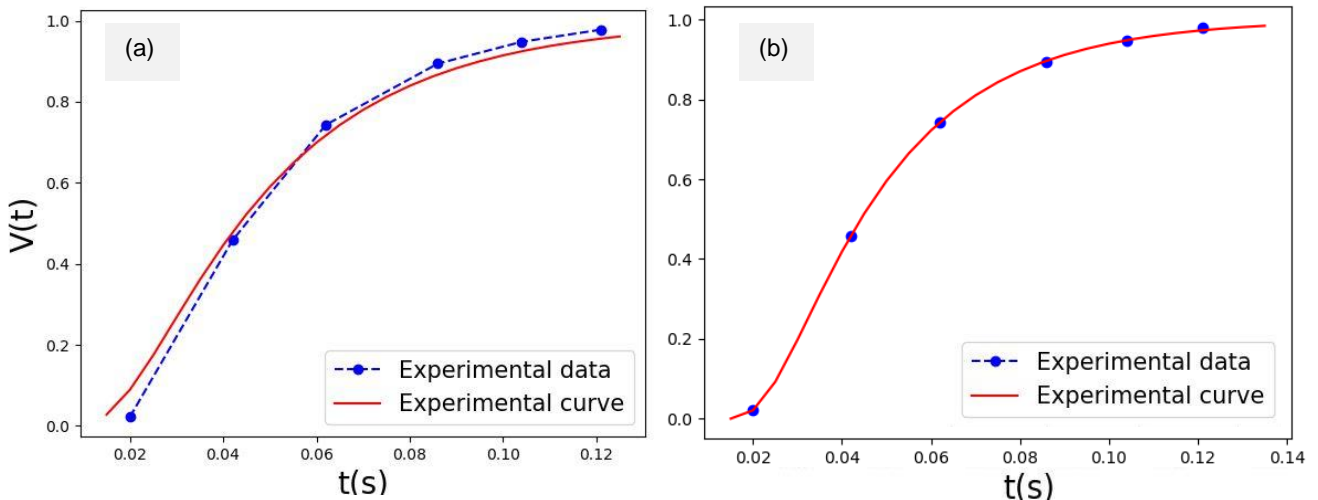 (a)
V(t)
1.0
0.8
0.6
0.4
0.2
0.0
Experimental data
Experimental curve
0.02 0.04 0.06 0.08 0.10 0.12
t(s)
(b)
1.0
0.8
0.6
0.4
0.2
0.0
Experimental data
Experimental curve
0.02 0.04 0.06 0.08 0.10 0.12 0.14
t(s)